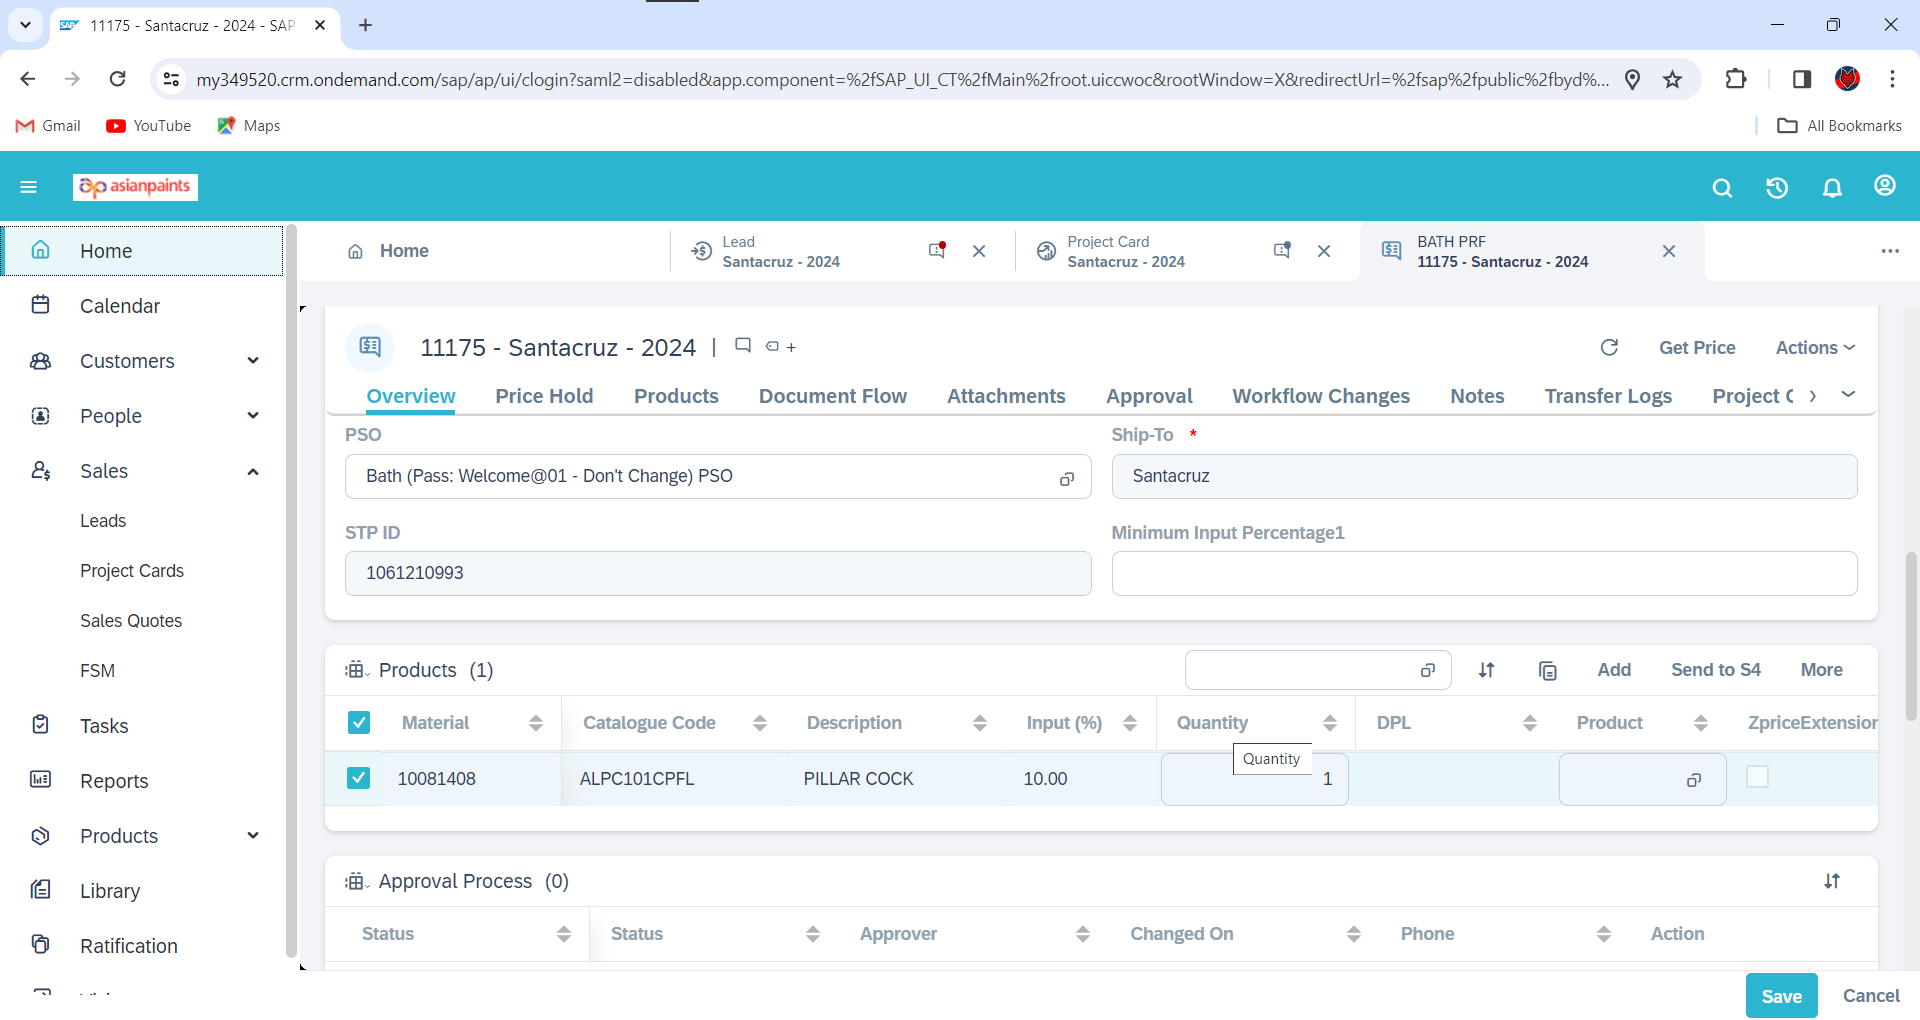 11175 - Santacruz - 2024 - SAP
my349520.crm.ondemand.com/sap/ap/ui/clogin?saml2=disabled&app.component=%2fSAP_UI_CT%2fMain%2froot.uiccwoc&rootWindow=X&redirectUrl=%2fsap%2fpublic%2fbyd%...
Gmail YouTube Maps All Bookmarks
asianpaints
Home
Calendar
Customers
People
Sales
Leads
Project Cards
Sales Quotes
FSM
Tasks
Reports
Products
Library
Ratification
Home
Lead
Santacruz - 2024
Project Card
Santacruz - 2024
BATH PRF
11175 - Santacruz - 2024
11175 - Santacruz - 2024 |
Get Price Actions
Overview Price Hold Products Document Flow Attachments Approval Workflow Changes Notes Transfer Logs Project C
PSO
Bath (Pass: Welcome@01 - Don't Change) PSO
Ship-To *
Santacruz
STP ID
1061210993
Minimum Input Percentage1
Products (1)
Add Send to S4 More
Material Catalogue Code Description Input (%) Quantity DPL Product ZpriceExtension
Quantity
10081408 ALPC101CPFL PILLAR COCK 10.00 1
Approval Process (0)
Status Status Approver Changed On Phone Action
Save Cancel